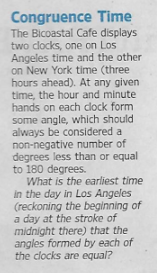 Congruence Time
The Bicoastal Cafe displays
two clocks, one on Los
Angeles time and the other
on New York time (three
hours ahead). At any given
time, the hour and minute
hands on each clock form
some angle, which should
always be considered a
non-negative number of
degrees less than or equal
to 180 degrees.
What is the earliest time
in the day in Los Angeles
(reckoning the beginning of
a day at the stroke of
midnight there) that the
angles formed by each of
the clocks are equal?